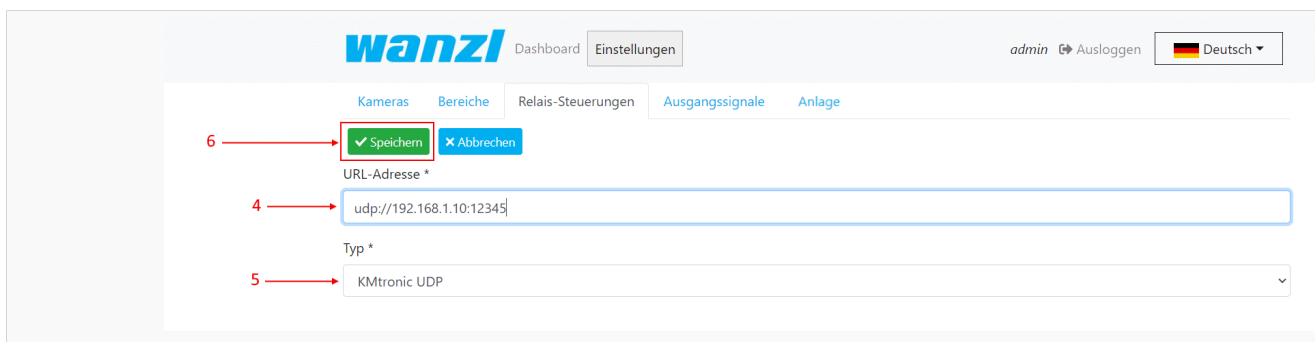 wanzl Dashboard Einstellungen admin Ausloggen Deutsch
Kameras Bereiche Relais-Steuerungen Ausgangssignale Anlage
6 Speichern Abbrechen
URL-Adresse *
4 udp://192.168.1.10:12345
Typ *
5 KMtronic UDP